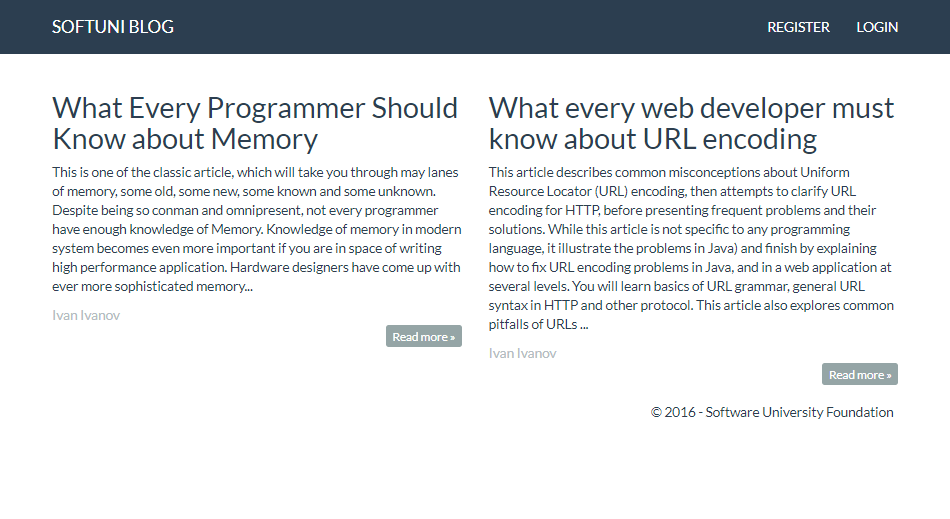 SOFTUNI BLOG
REGISTER LOGIN
What Every Programmer Should
Know about Memory
This is one of the classic article, which will take you through may lanes
of memory, some old, some new, some known and some unknown.
Despite being so conman and omnipresent, not every programmer
have enough knowledge of Memory. Knowledge of memory in modern
system becomes even more important if you are in space of writing
high performance application. Hardware designers have come up with
ever more sophisticated memory...
Ivan Ivanov
Read more »
What every web developer must
know about URL encoding
This article describes common misconceptions about Uniform
Resource Locator (URL) encoding, then attempts to clarify URL
encoding for HTTP, before presenting frequent problems and their
solutions. While this article is not specific to any programming
language, it illustrate the problems in Java) and finish by explaining
how to fix URL encoding problems in Java, and in a web application at
several levels. You will learn basics of URL grammar, general URL
syntax in HTTP and other protocol. This article also explores common
pitfalls of URLs ...
Ivan Ivanov
Read more »
© 2016 - Software University Foundation